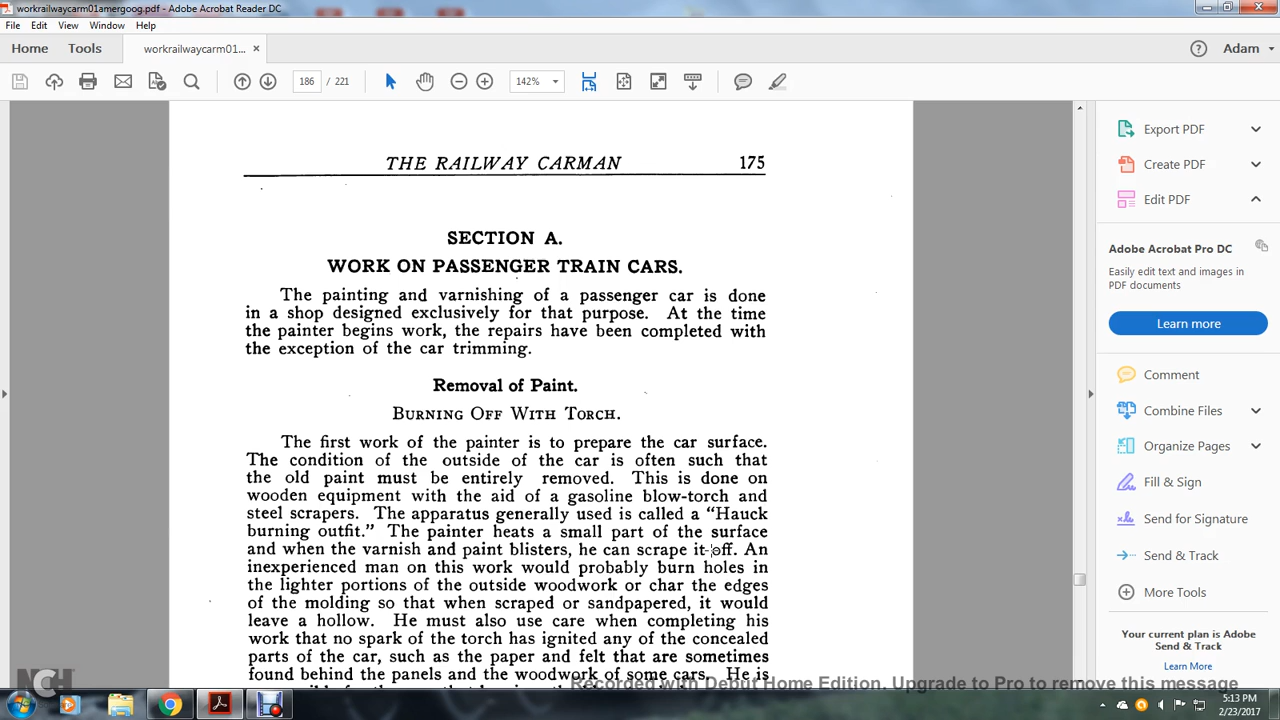 workrailwaycarm01amergoog.pdf - Adobe Acrobat Reader DC
File Edit View Window Help
Home Tools workrailwaycarm01... × Adam
186 / 221 142%
THE RAILWAY CARMAN 175
SECTION A.
WORK ON PASSENGER TRAIN CARS.
The painting and varnishing of a passenger car is done
in a shop designed exclusively for that purpose. At the time
the painter begins work, the repairs have been completed with
the exception of the car trimming.
Removal of Paint.
BURNING OFF WITH TORCH.
The first work of the painter is to prepare the car surface.
The condition of the outside of the car is often such that
the old paint must be entirely removed. This is done on
wooden equipment with the aid of a gasoline blow-torch and
steel scrapers. The apparatus generally used is called a "Hauck
burning outfit." The painter heats a small part of the surface
and when the varnish and paint blisters, he can scrape it off. An
inexperienced man on this work would probably burn holes in
the lighter portions of the outside woodwork or char the edges
of the molding so that when scraped or sandpapered, it would
leave a hollow. He must also use care when completing his
work that no spark of the torch has ignited any of the concealed
parts of the car, such as the paper and felt that are sometimes
found behind the panels and the woodwork of some cars. He is
Export PDF
Create PDF
Edit PDF
Adobe Acrobat Pro DC
Easily edit text and images in
PDF documents
Learn more
Comment
Combine Files
Organize Pages
Fill & Sign
Send for Signature
Send & Track
More Tools
Your current plan is Adobe
Send & Track
Learn More
NCH
Recorded with Debut Home Edition. Upgrade to Pro to remove this message
5:13 PM
2/23/2017